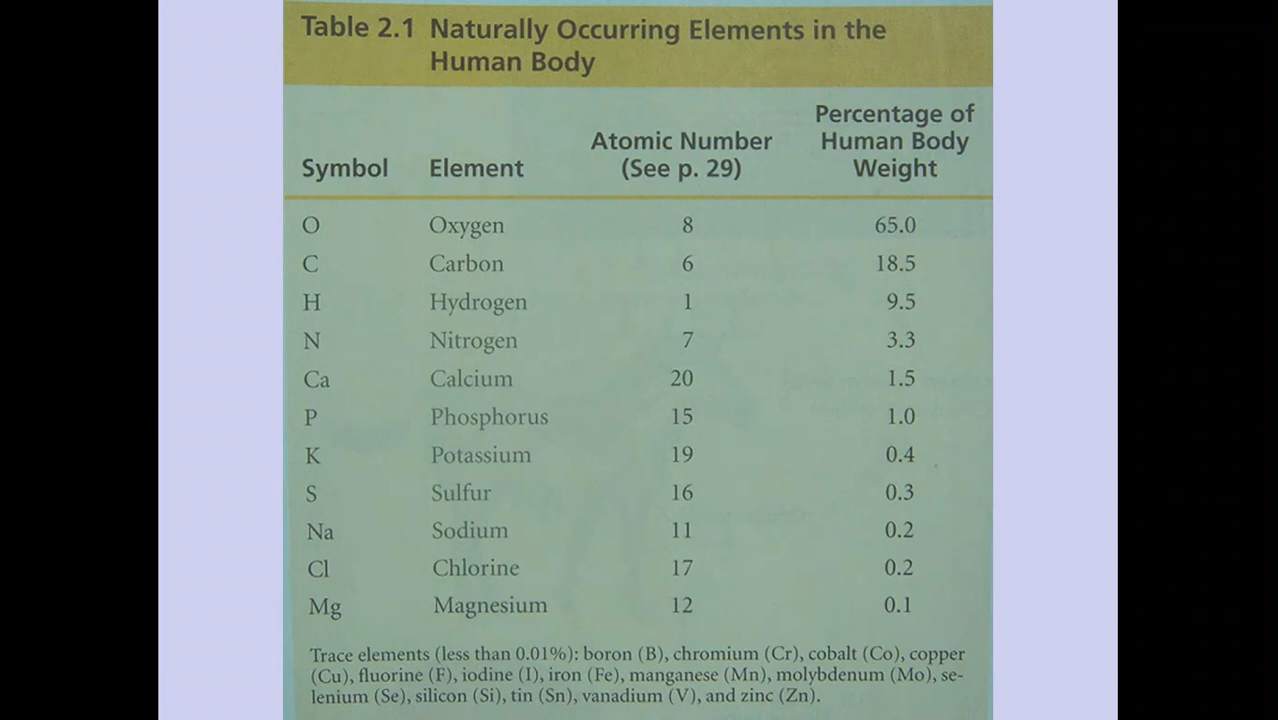 Table 2.1 Naturally Occurring Elements in the
Human Body
Symbol Element Atomic Number (See p. 29) Percentage of Human Body Weight
O Oxygen 8 65.0
C Carbon 6 18.5
H Hydrogen 1 9.5
N Nitrogen 7 3.3
Ca Calcium 20 1.5
P Phosphorus 15 1.0
K Potassium 19 0.4
S Sulfur 16 0.3
Na Sodium 11 0.2
Cl Chlorine 17 0.2
Mg Magnesium 12 0.1
Trace elements (less than 0.01%): boron (B), chromium (Cr), cobalt (Co), copper
(Cu), fluorine (F), iodine (I), iron (Fe), manganese (Mn), molybdenum (Mo), se-
lenium (Se), silicon (Si), tin (Sn), vanadium (V), and zinc (Zn).